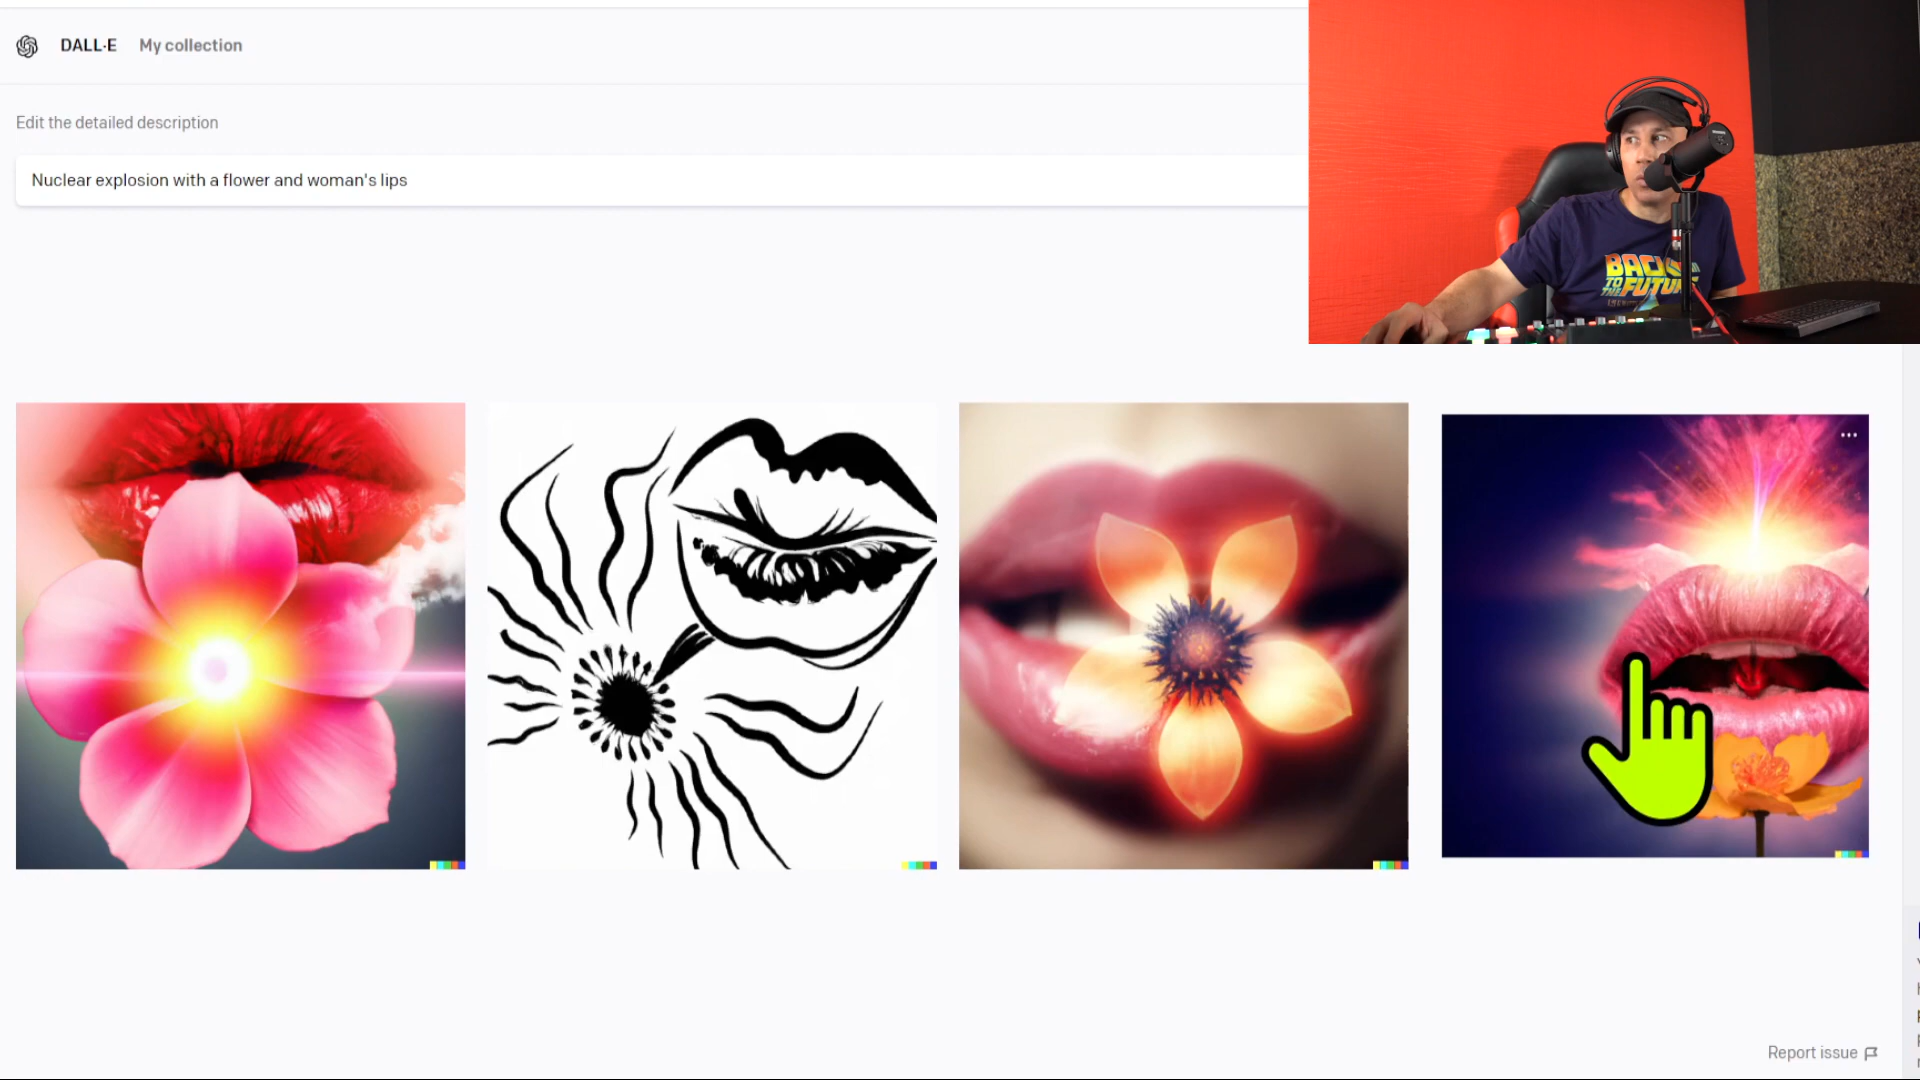 DALL·E My collection
Edit the detailed description
Nuclear explosion with a flower and woman's lips
BACK
TO THE FUTURE
Report issue